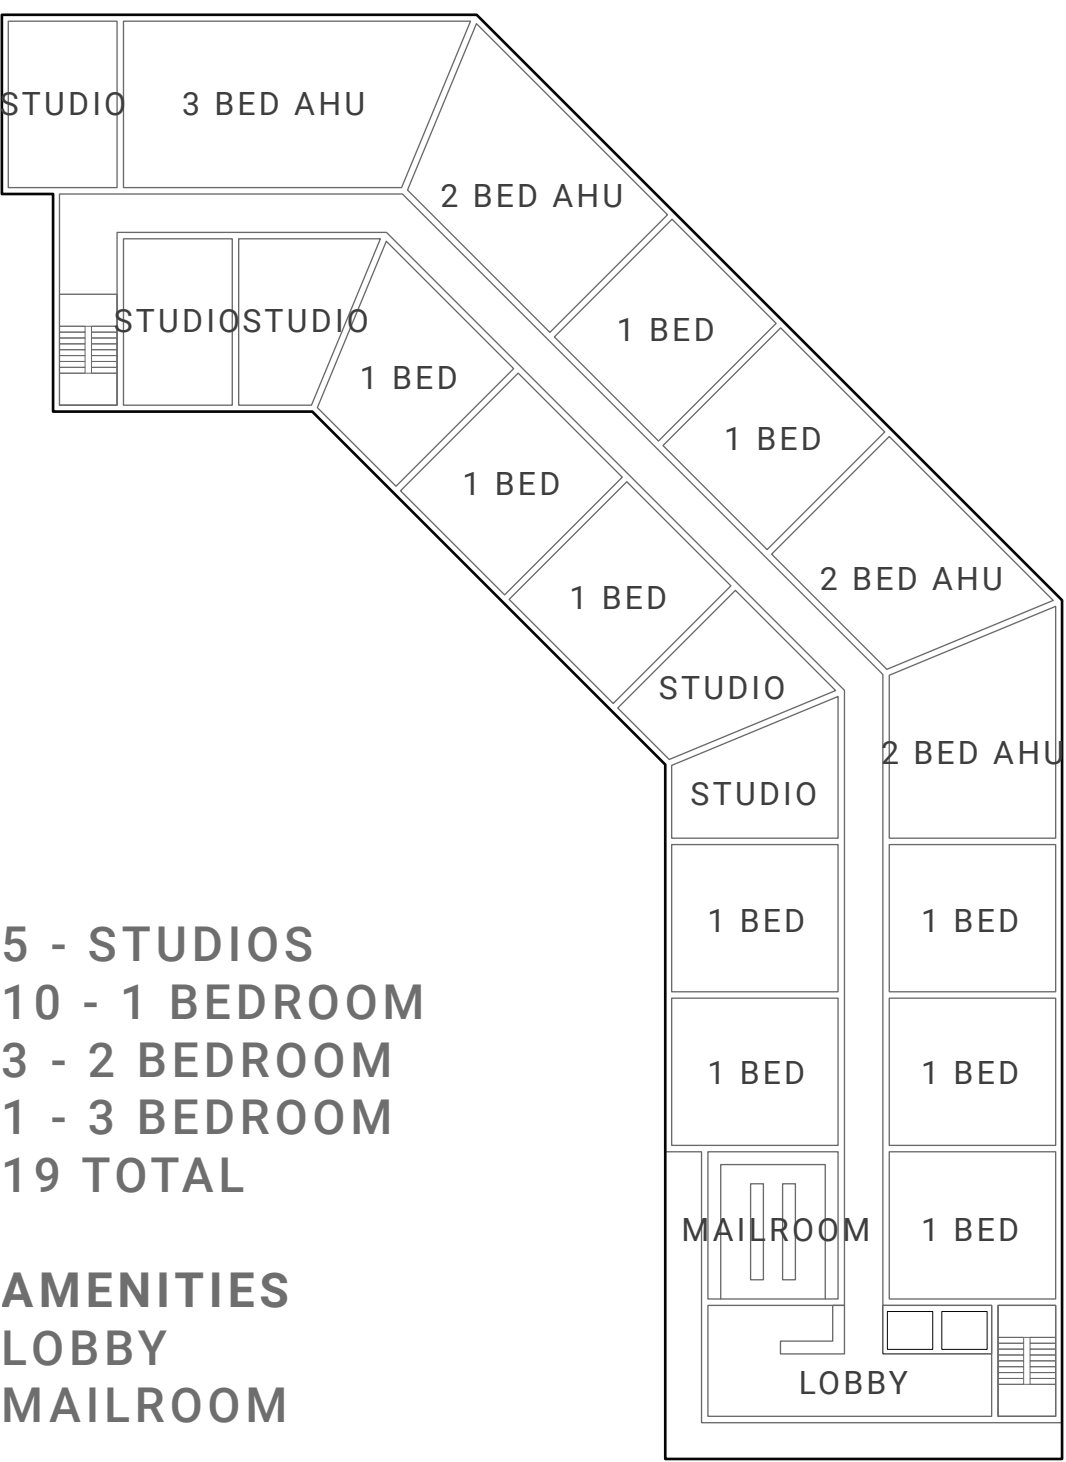 STUDIO
3 BED AHU
2 BED AHU
STUDIO
STUDIO
1 BED
1 BED
1 BED
1 BED
1 BED
2 BED AHU
STUDIO
2 BED AHU
STUDIO
1 BED
1 BED
1 BED
1 BED
MAILROOM
1 BED
LOBBY
5 - STUDIOS
10 - 1 BEDROOM
3 - 2 BEDROOM
1 - 3 BEDROOM
19 TOTAL
AMENITIES
LOBBY
MAILROOM